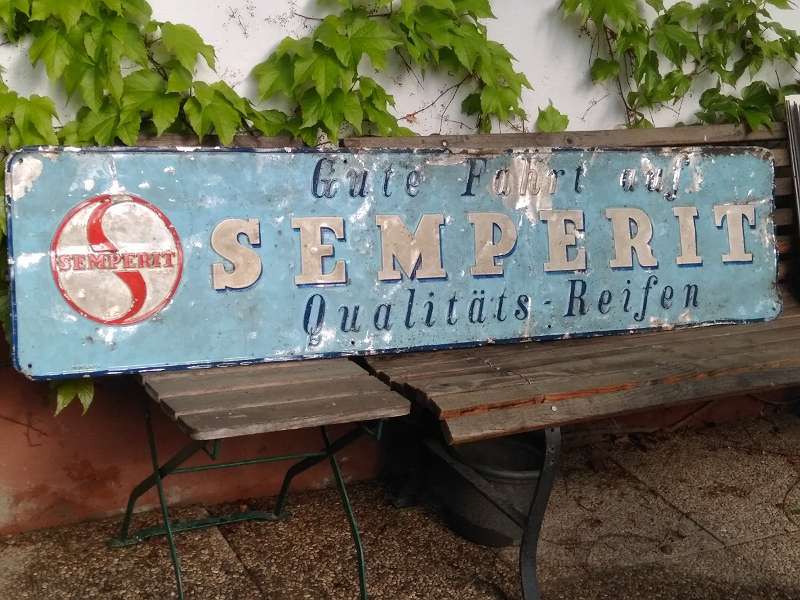 Gute Fahrt auf
SEMPERIT
SEMPERIT
Qualitäts-Reifen